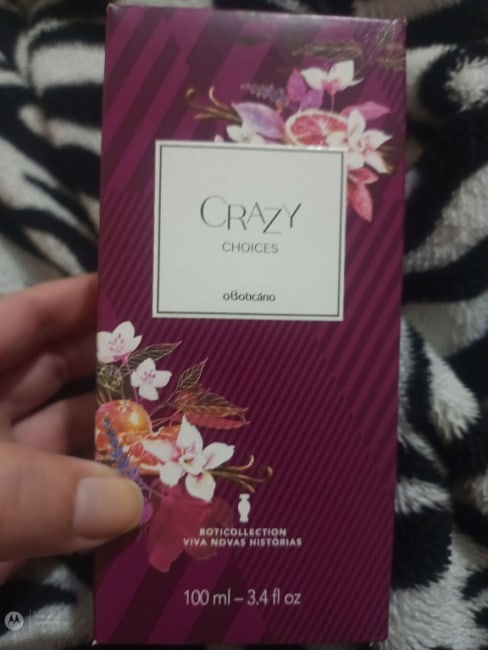 CRAZY
CHOICES
oBoticário
BOTICOLLECTION
VIVA NOVAS HISTÓRIAS
100 ml – 3.4 fl oz